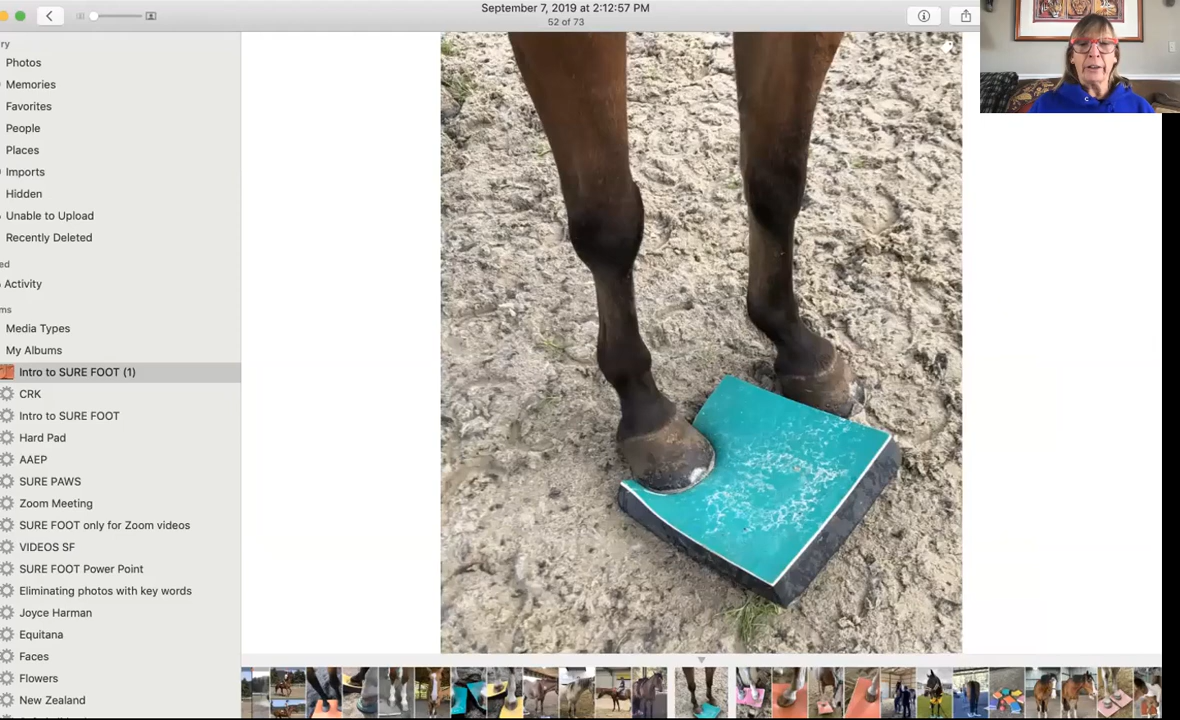 September 7, 2019 at 2:12:57 PM
52 of 73
ry
Photos
Memories
Favorites
People
Places
Imports
Hidden
Unable to Upload
Recently Deleted
ed
Activity
ms
Media Types
My Albums
Intro to SURE FOOT (1)
CRK
Intro to SURE FOOT
Hard Pad
AAEP
SURE PAWS
Zoom Meeting
SURE FOOT only for Zoom videos
VIDEOS SF
SURE FOOT Power Point
Eliminating photos with key words
Joyce Harman
Equitana
Faces
Flowers
New Zealand